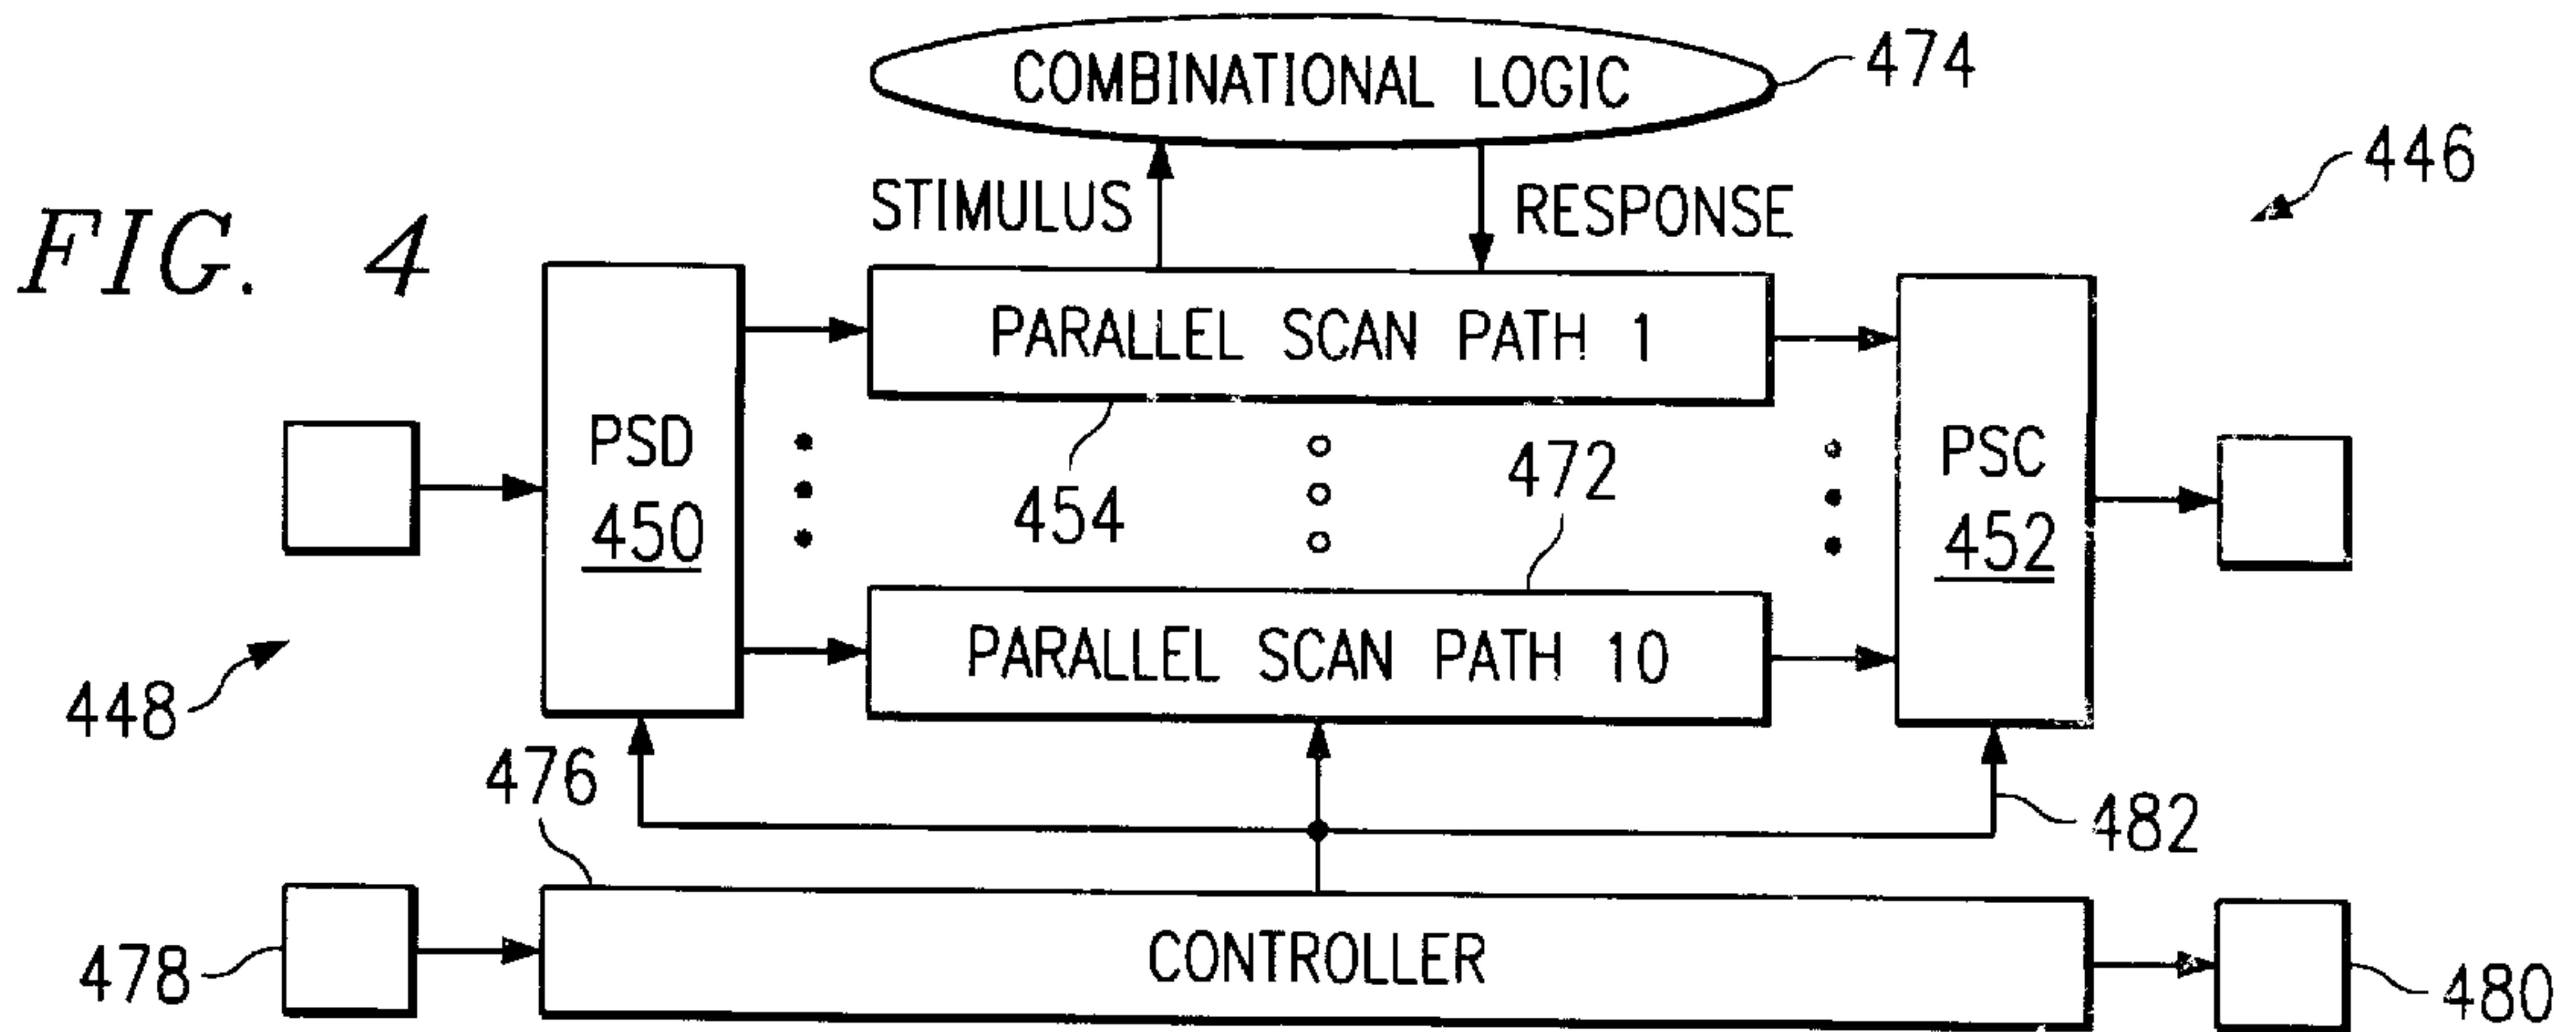 COMBINATIONAL LOGIC
474
446
STIMULUS
RESPONSE
FIG. 4
PARALLEL SCAN PATH 1
PSD
450
PSC
452
454
472
PARALLEL SCAN PATH 10
448
476
482
CONTROLLER
478
480